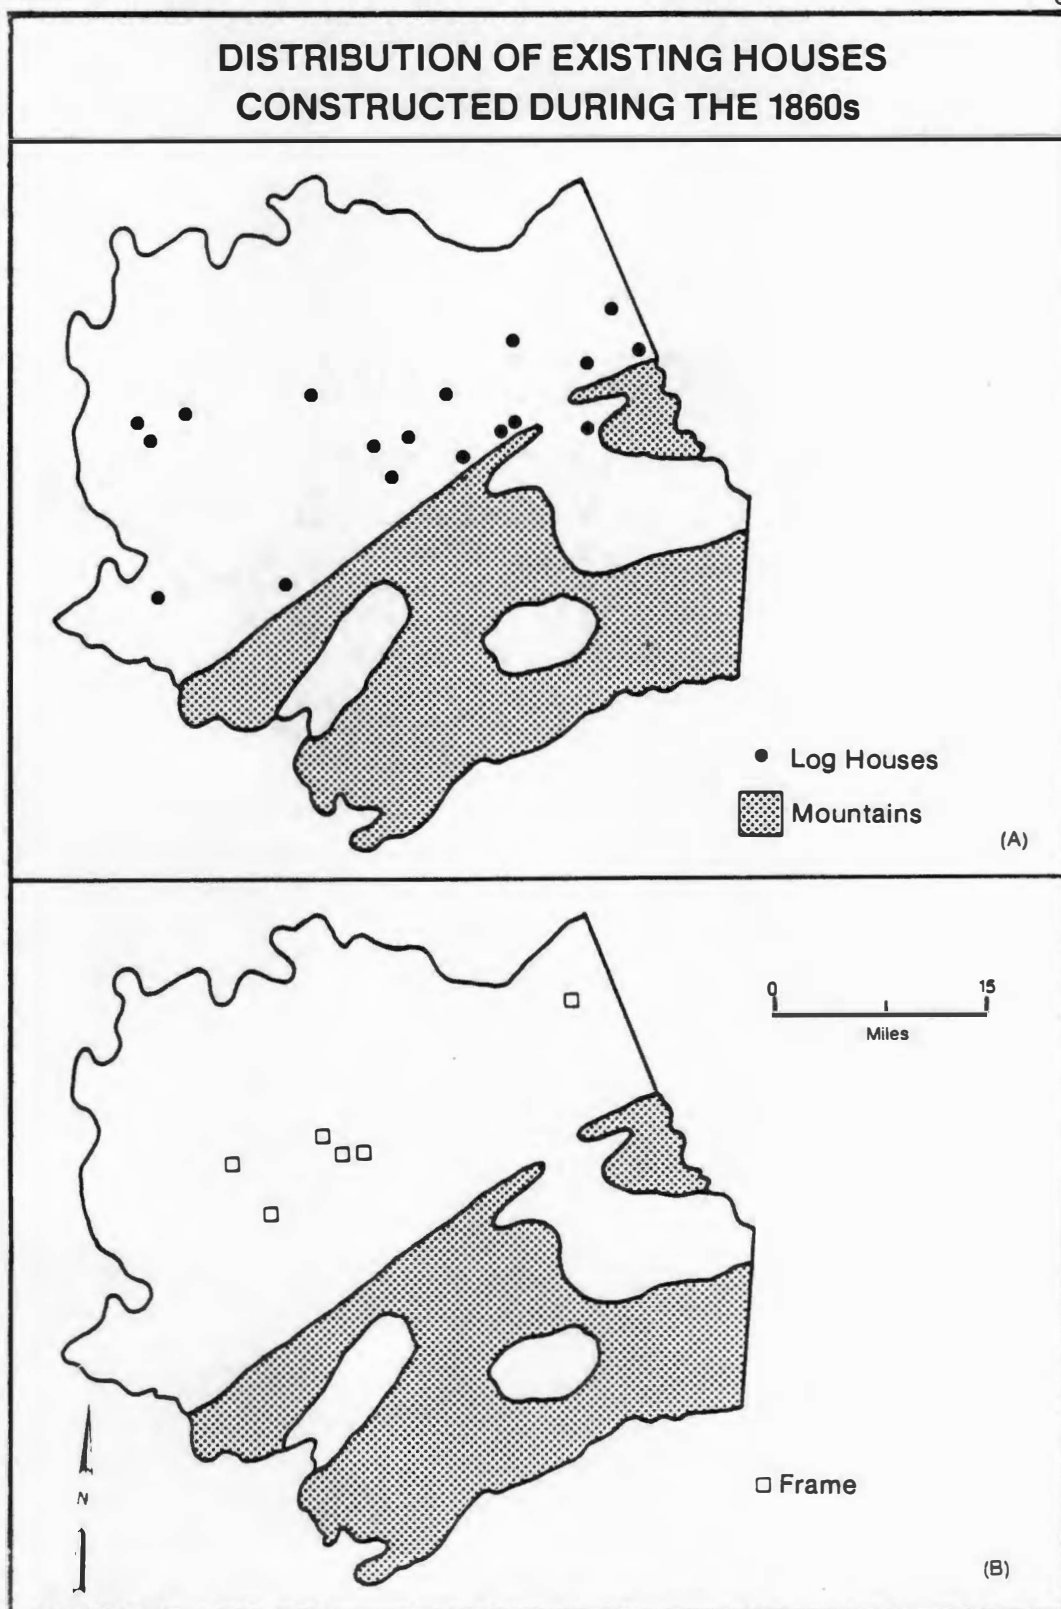 DISTRIBUTION OF EXISTING HOUSES
CONSTRUCTED DURING THE 1860s
Log Houses
Mountains
(A)
0 15
Miles
Frame
N
(B)